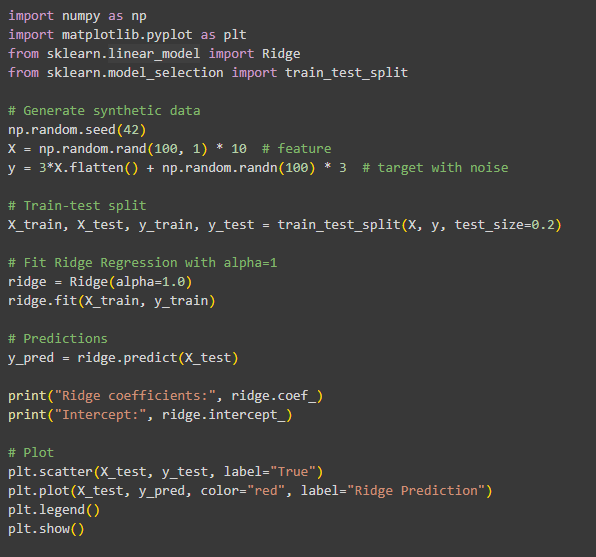 import numpy as np
import matplotlib.pyplot as plt
from sklearn.linear_model import Ridge
from sklearn.model_selection import train_test_split
# Generate synthetic data
np.random.seed(42)
X = np.random.rand(100, 1) * 10  # feature
y = 3*X.flatten() + np.random.randn(100) * 3  # target with noise
# Train-test split
X_train, X_test, y_train, y_test = train_test_split(X, y, test_size=0.2)
# Fit Ridge Regression with alpha=1
ridge = Ridge(alpha=1.0)
ridge.fit(X_train, y_train)
# Predictions
y_pred = ridge.predict(X_test)
print("Ridge coefficients:", ridge.coef_)
print("Intercept:", ridge.intercept_)
# Plot
plt.scatter(X_test, y_test, label="True")
plt.plot(X_test, y_pred, color="red", label="Ridge Prediction")
plt.legend()
plt.show()